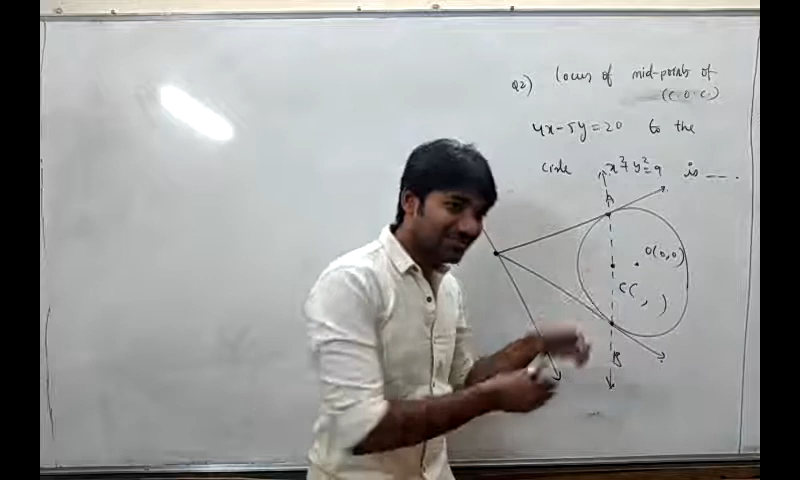 Q2) Locus of mid-points of
(C.O.C)
4x-5y=20 to the
circle x²+y²=9 is ---.
A
O(0,0)
C( , )
B